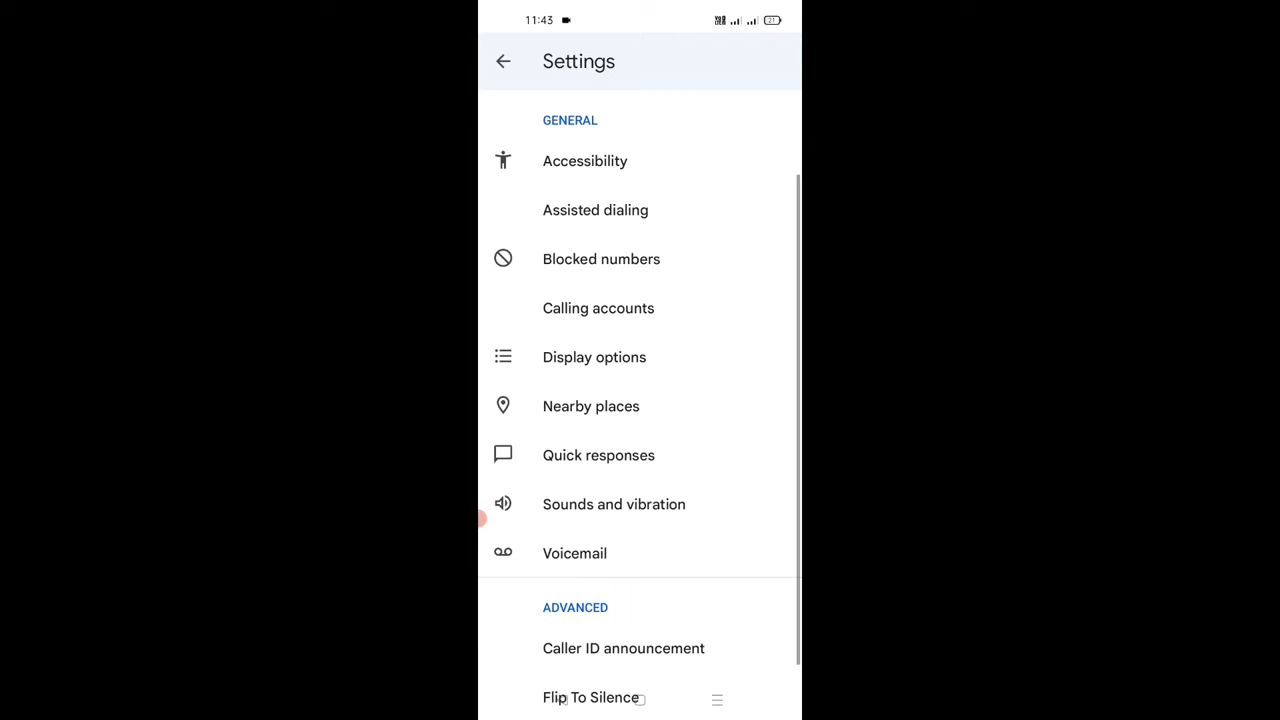 11:43
21
Settings
GENERAL
Accessibility
Assisted dialing
Blocked numbers
Calling accounts
Display options
Nearby places
Quick responses
Sounds and vibration
Voicemail
ADVANCED
Caller ID announcement
Flip To Silence